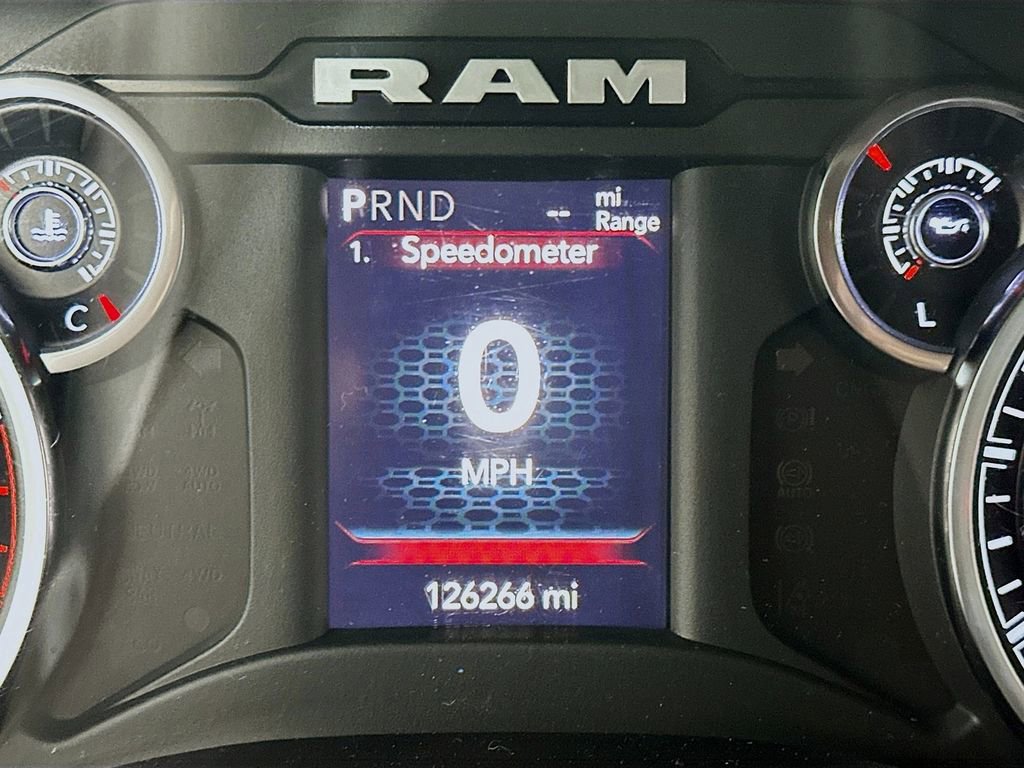 RAM
PRND
-- mi
Range
1. Speedometer
C
L
0
MPH
126266 mi